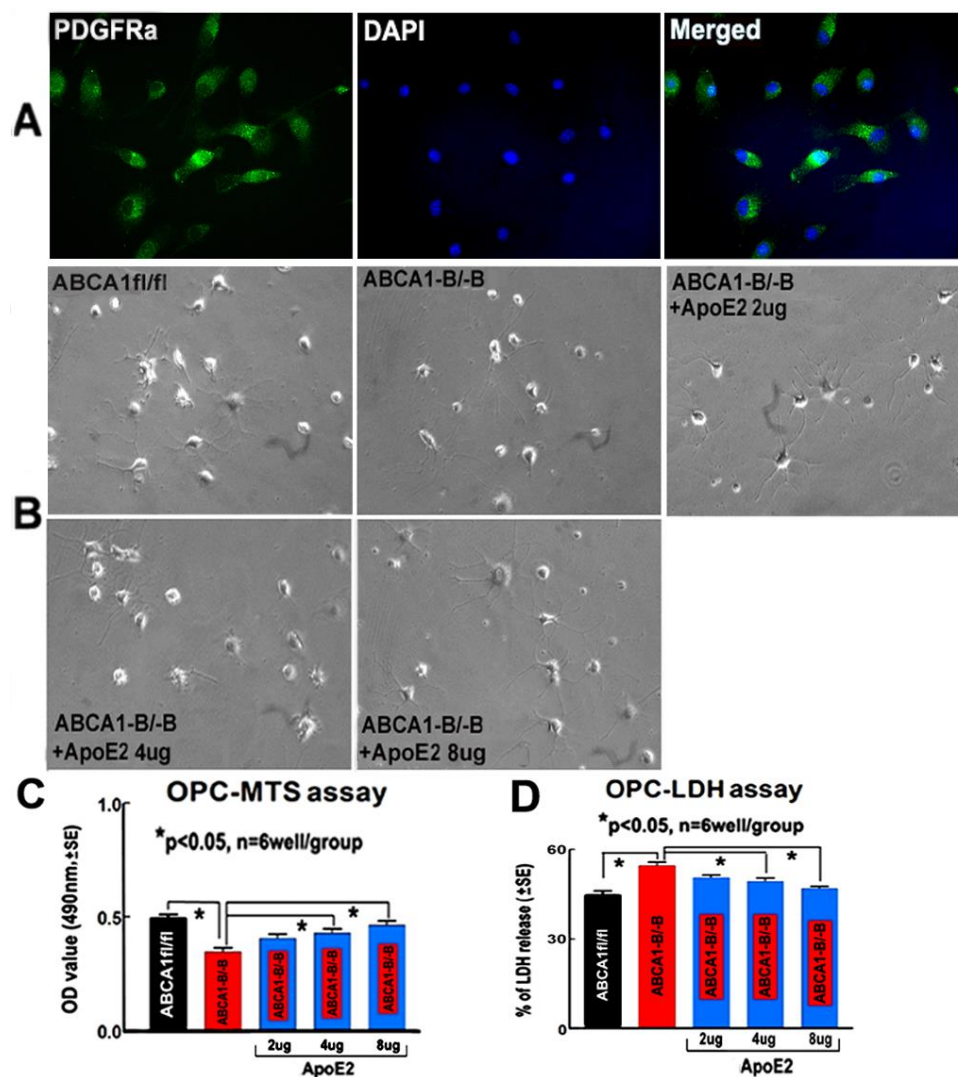 PDGFRa
DAPI
Merged
A
ABCA1fl/fl
ABCA1-B/-B
ABCA1-B/-B
+ApoE2 2ug
B
ABCA1-B/-B
+ApoE2 4ug
ABCA1-B/-B
+ApoE2 8ug
C
OPC-MTS assay
*p<0.05, n=6well/group
OD value (490nm,±SE)
1.0
0.5
0.0
*
*
*
ABCA1fl/fl
ABCA1-B/-B
ABCA1-B/-B
ABCA1-B/-B
ABCA1-B/-B
2ug
4ug
8ug
ApoE2
D
OPC-LDH assay
*p<0.05, n=6well/group
% of LDH release (±SE)
60
30
0
*
*
*
ABCA1fl/fl
ABCA1-B/-B
ABCA1-B/-B
ABCA1-B/-B
ABCA1-B/-B
2ug
4ug
8ug
ApoE2